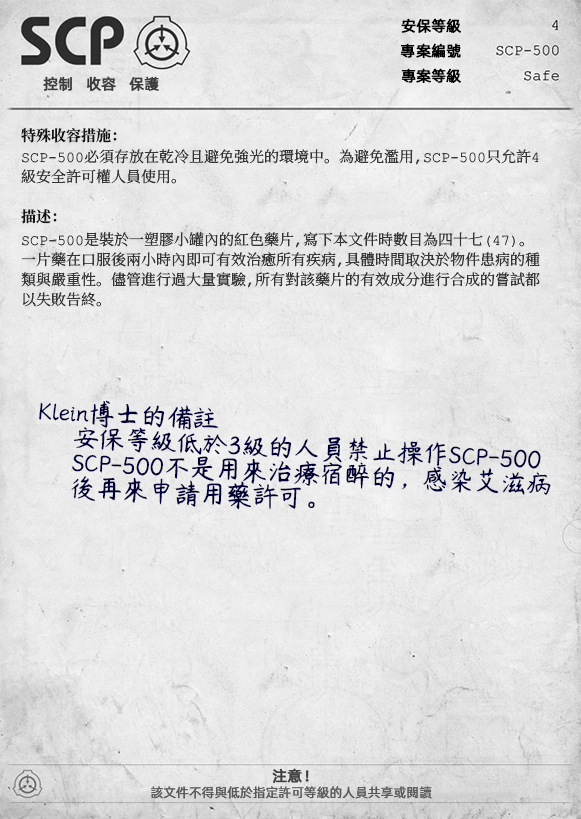 SCP
控制 收容 保護
安保等級 4
專案編號 SCP-500
專案等級 Safe
特殊收容措施:
SCP-500必須存放在乾冷且避免強光的環境中。為避免濫用,SCP-500只允許4
級安全許可權人員使用。
描述:
SCP-500是裝於一塑膠小罐內的紅色藥片,寫下本文件時數目為四十七(47)。
一片藥在口服後兩小時內即可有效治癒所有疾病,具體時間取決於物件患病的種
類與嚴重性。儘管進行過大量實驗,所有對該藥片的有效成分進行合成的嘗試都
以失敗告終。
Klein博士的備註
安保等級低於3級的人員禁止操作SCP-500
SCP-500不是用來治療宿醉的，感染艾滋病
後再來申請用藥許可。
注意!
該文件不得與低於指定許可等級的人員共享或閱讀